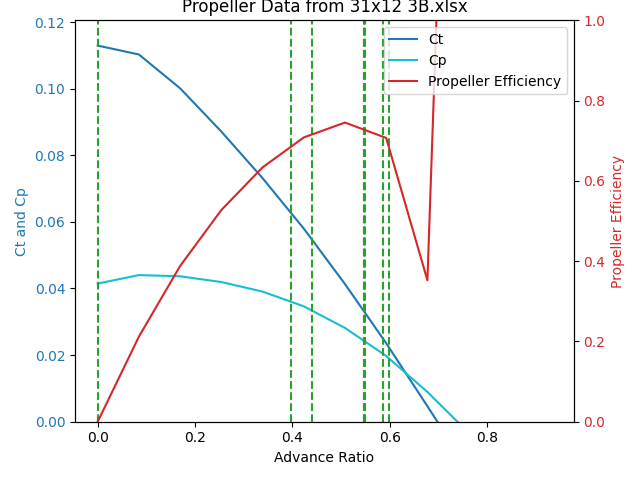 Propeller Data from 31x12 3B.xlsx
Ct
Cp
Propeller Efficiency
0.12
0.10
0.08
0.06
0.04
0.02
0.00
Ct and Cp
1.0
0.8
0.6
0.4
0.2
0.0
Propeller Efficiency
0.0 0.2 0.4 0.6 0.8
Advance Ratio